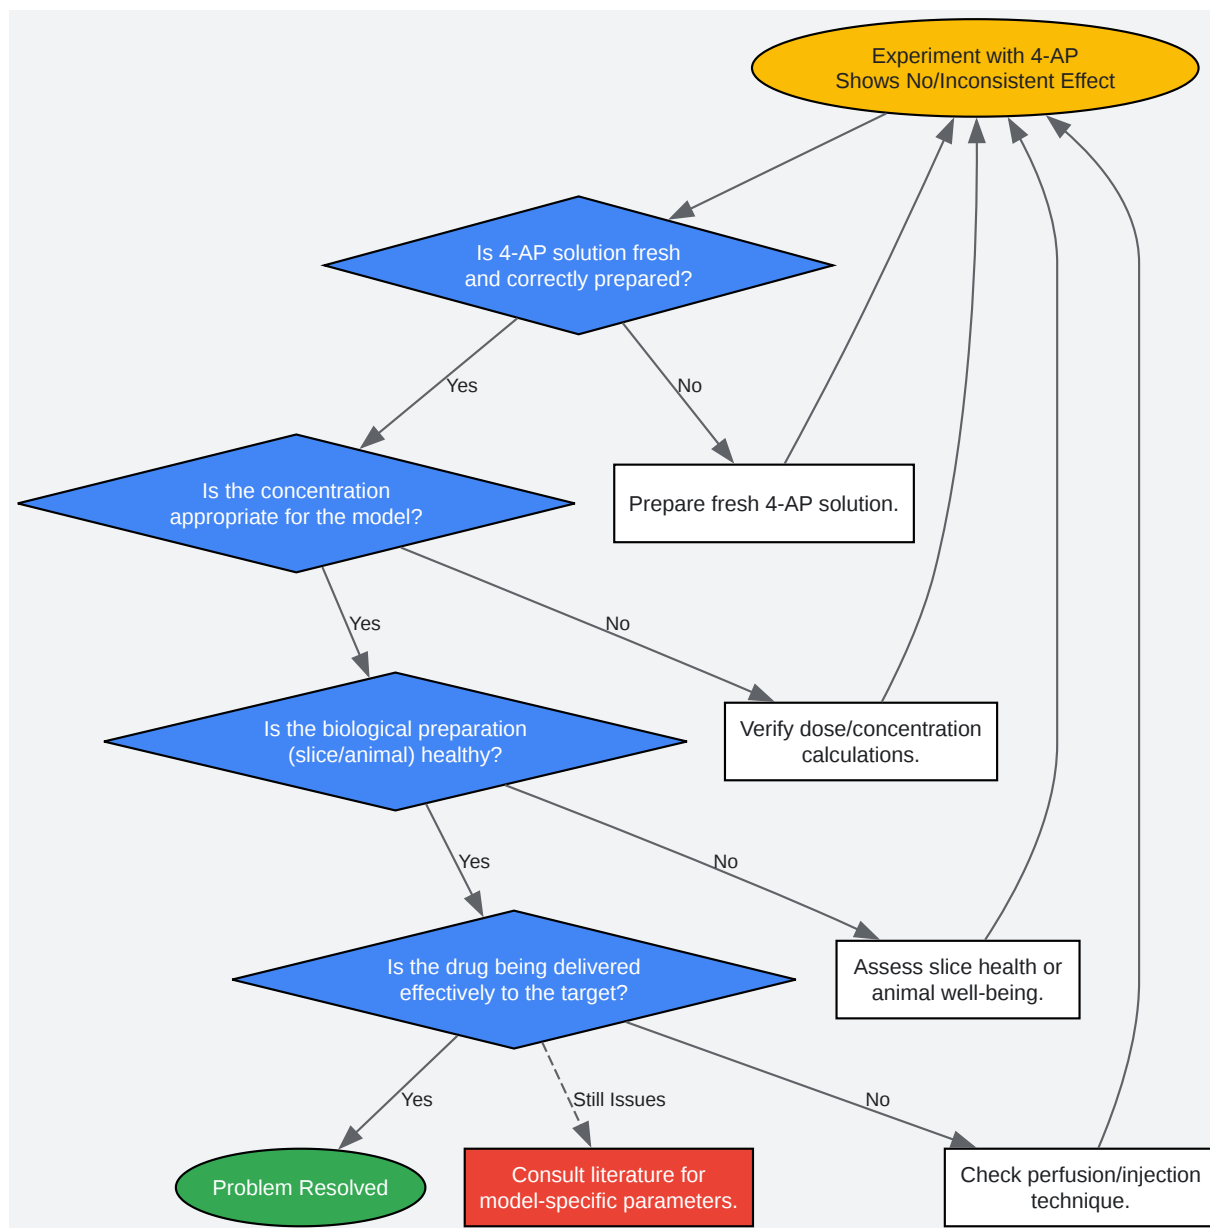 Experiment with 4-AP
Shows No/Inconsistent Effect
Is 4-AP solution fresh
and correctly prepared?
Yes
No
Is the concentration
appropriate for the model?
Prepare fresh 4-AP solution.
Yes
No
Is the biological preparation
(slice/animal) healthy?
Verify dose/concentration
calculations.
Yes
No
Is the drug being delivered
effectively to the target?
Assess slice health or
animal well-being.
Yes
Still Issues
No
Problem Resolved
Consult literature for
model-specific parameters.
Check perfusion/injection
technique.